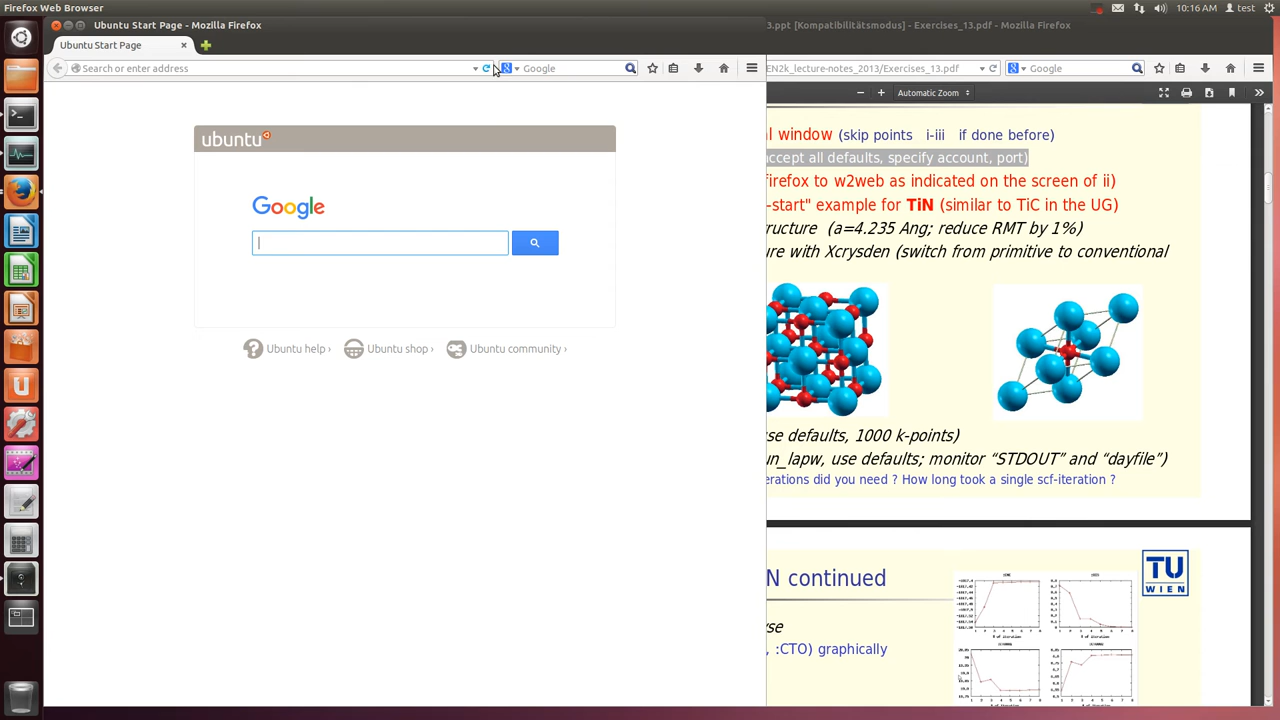 Firefox Web Browser
10:16 AM
test
Ubuntu Start Page - Mozilla Firefox
3.ppt [Kompatibilitätsmodus] - Exercises_13.pdf - Mozilla Firefox
Ubuntu Start Page
Search or enter address
Google
EN2k_lecture-notes_2013/Exercises_13.pdf
Google
Automatic Zoom
ubuntu
Google
Ubuntu help ›
Ubuntu shop ›
Ubuntu community ›
al window (skip points i-iii if done before)
accept all defaults, specify account, port)
firefox to w2web as indicated on the screen of ii)
-start" example for TiN (similar to TiC in the UG)
ructure (a=4.235 Ang; reduce RMT by 1%)
ure with Xcrysden (switch from primitive to conventional
se defaults, 1000 k-points)
un_lapw, use defaults; monitor “STDOUT” and “dayfile”)
erations did you need ? How long took a single scf-iteration ?
N continued
TU
WIEN
yse
, :CTO) graphically